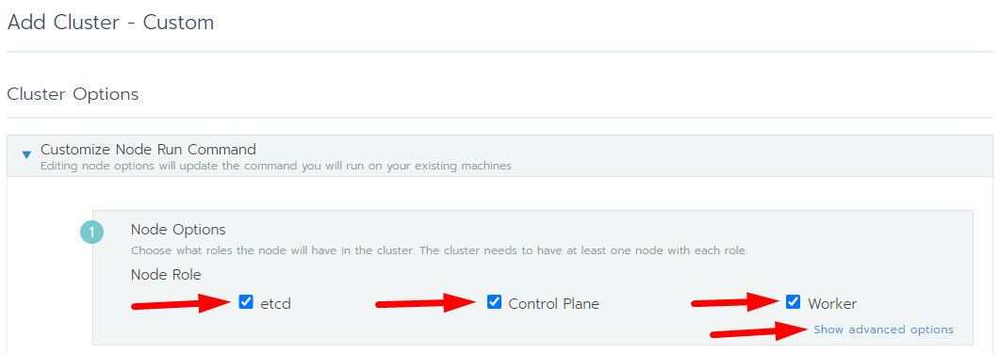 Add Cluster - Custom
Cluster Options
Customize Node Run Command
Editing node options will update the command you will run on your existing machines
1
Node Options
Choose what roles the node will have in the cluster. The cluster needs to have at least one node with each role.
Node Role
etcd Control Plane Worker
Show advanced options